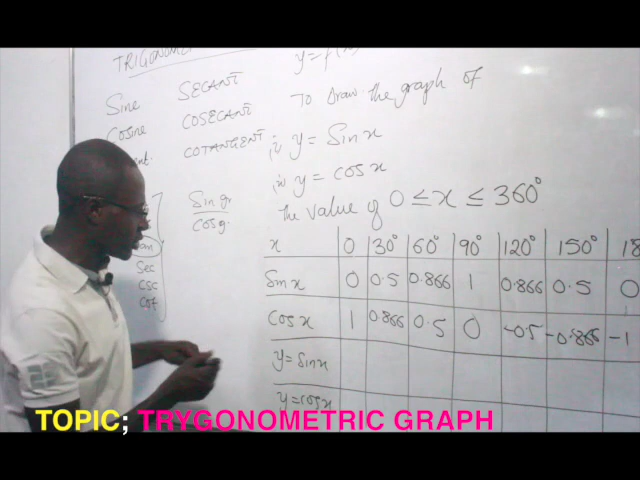 TRIGONOMET
y = f(x)
Sine SECANT
To Draw the graph of
Cosine COSECANT
COTANGENT
i, y = Sin x
ii, y = cos x
Sin
Cos
The value of 0 ≤ x ≤ 360°
Sec
CSC
Cot
x 0 30° 60° 90° 120° 150° 18
Sin x 0 0.5 0.866 1 0.866 0.5 0
Cos x 1 0.866 0.5 0 -0.5 -0.866 -1
y = Sin x
y = cos x
TOPIC; TRYGONOMETRIC GRAPH